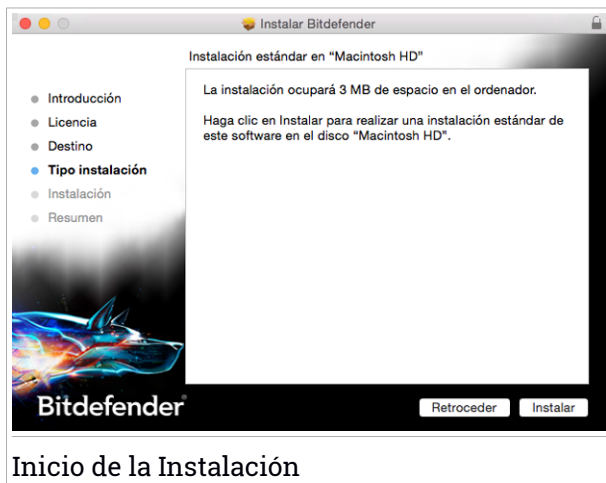 Instalar Bitdefender
Instalación estándar en “Macintosh HD”
Introducción
Licencia
Destino
Tipo instalación
Instalación
Resumen
La instalación ocupará 3 MB de espacio en el ordenador.
Haga clic en Instalar para realizar una instalación estándar de
este software en el disco “Macintosh HD”.
Bitdefender
Retroceder
Instalar
Inicio de la Instalación